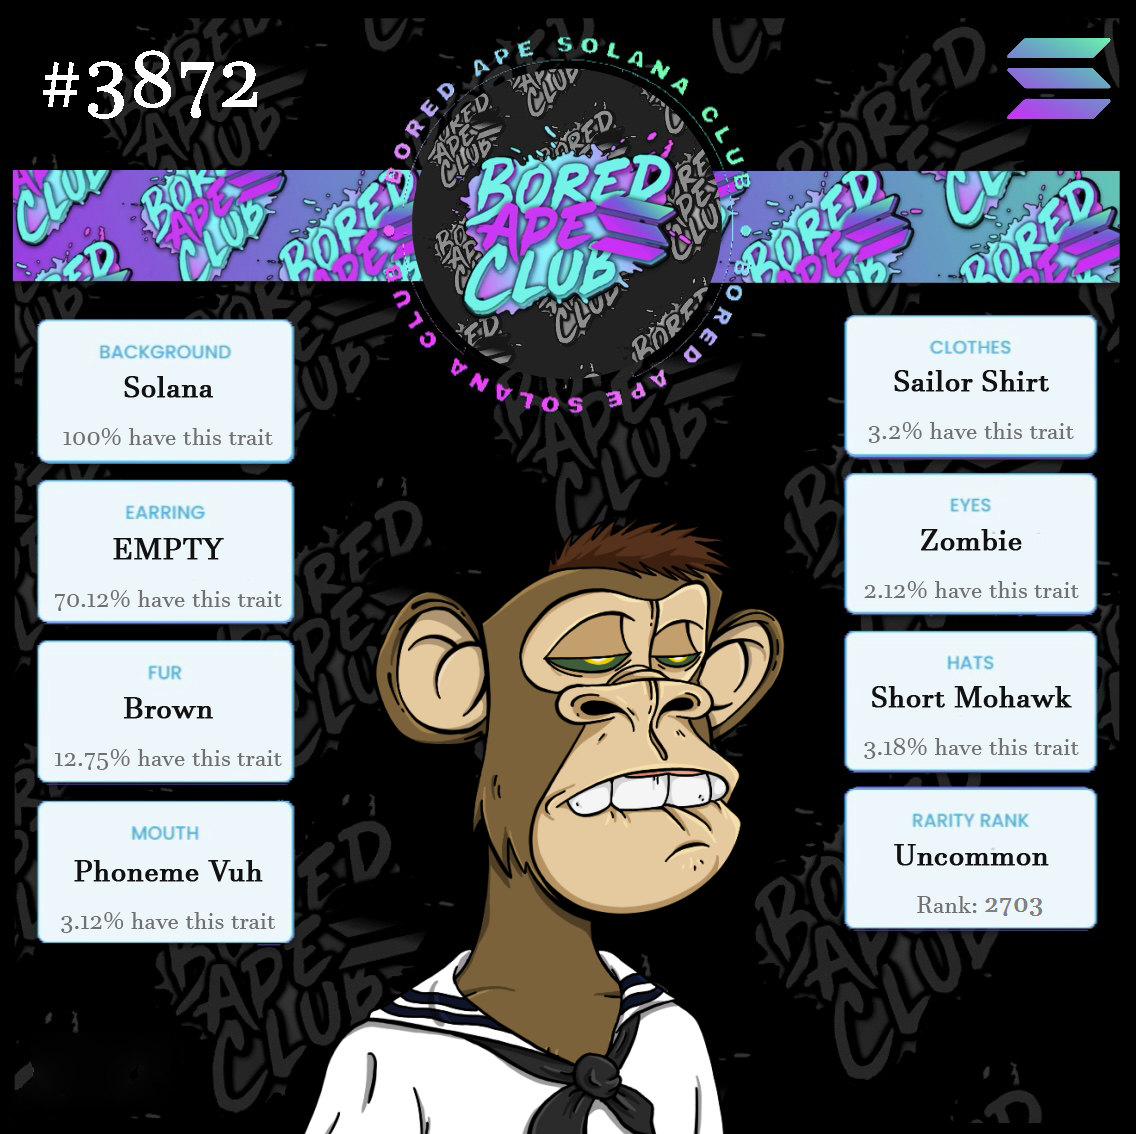 #3872
BORED APE SOLANA CLUB
BORED APE SOLANA CLUB
BORED
APE
CLUB
BACKGROUND
Solana
100% have this trait
EARRING
EMPTY
70.12% have this trait
FUR
Brown
12.75% have this trait
MOUTH
Phoneme Vuh
3.12% have this trait
CLOTHES
Sailor Shirt
3.2% have this trait
EYES
Zombie
2.12% have this trait
HATS
Short Mohawk
3.18% have this trait
RARITY RANK
Uncommon
Rank: 2703